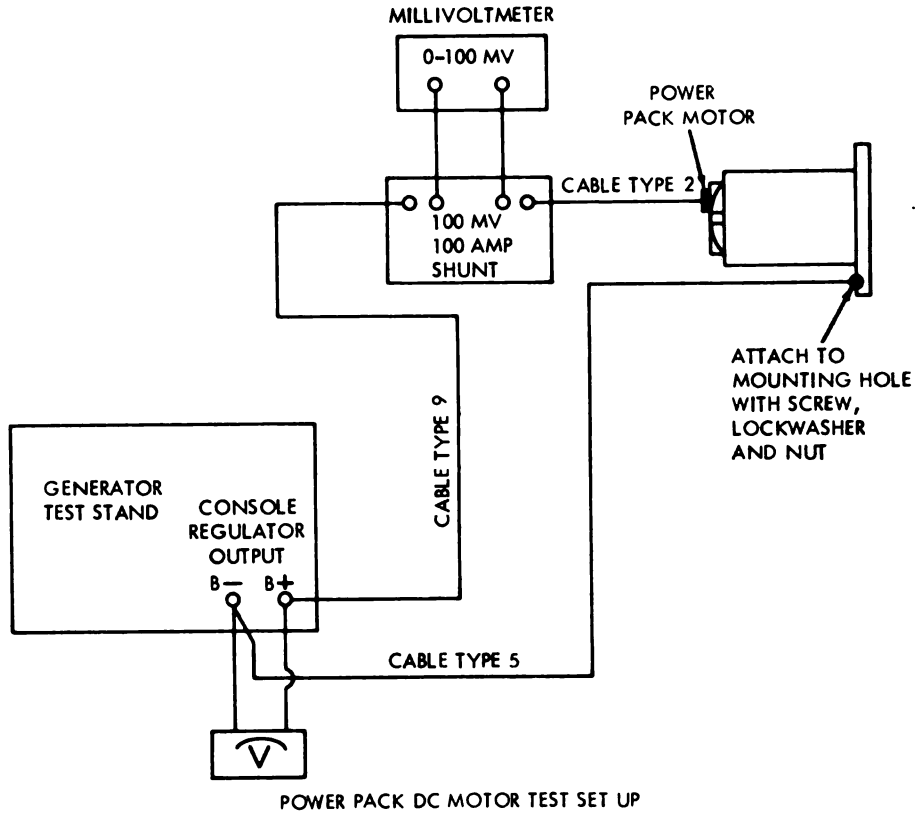 MILLIVOLTMETER
0-100 MV
POWER
PACK MOTOR
CABLE TYPE 2
100 MV
100 AMP
SHUNT
ATTACH TO
MOUNTING HOLE
WITH SCREW,
LOCKWASHER
AND NUT
CABLE TYPE 9
GENERATOR
TEST STAND
CONSOLE
REGULATOR
OUTPUT
B- B+
CABLE TYPE 5
V
POWER PACK DC MOTOR TEST SET UP